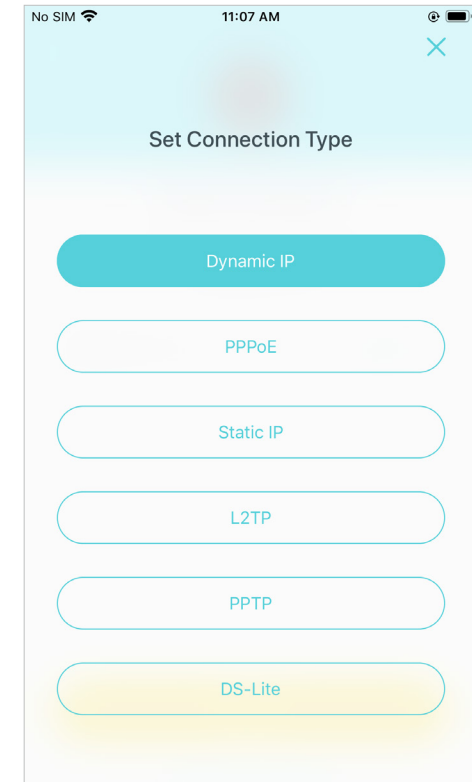 No SIM 11:07 AM
Set Connection Type
Dynamic IP
PPPoE
Static IP
L2TP
PPTP
DS-Lite